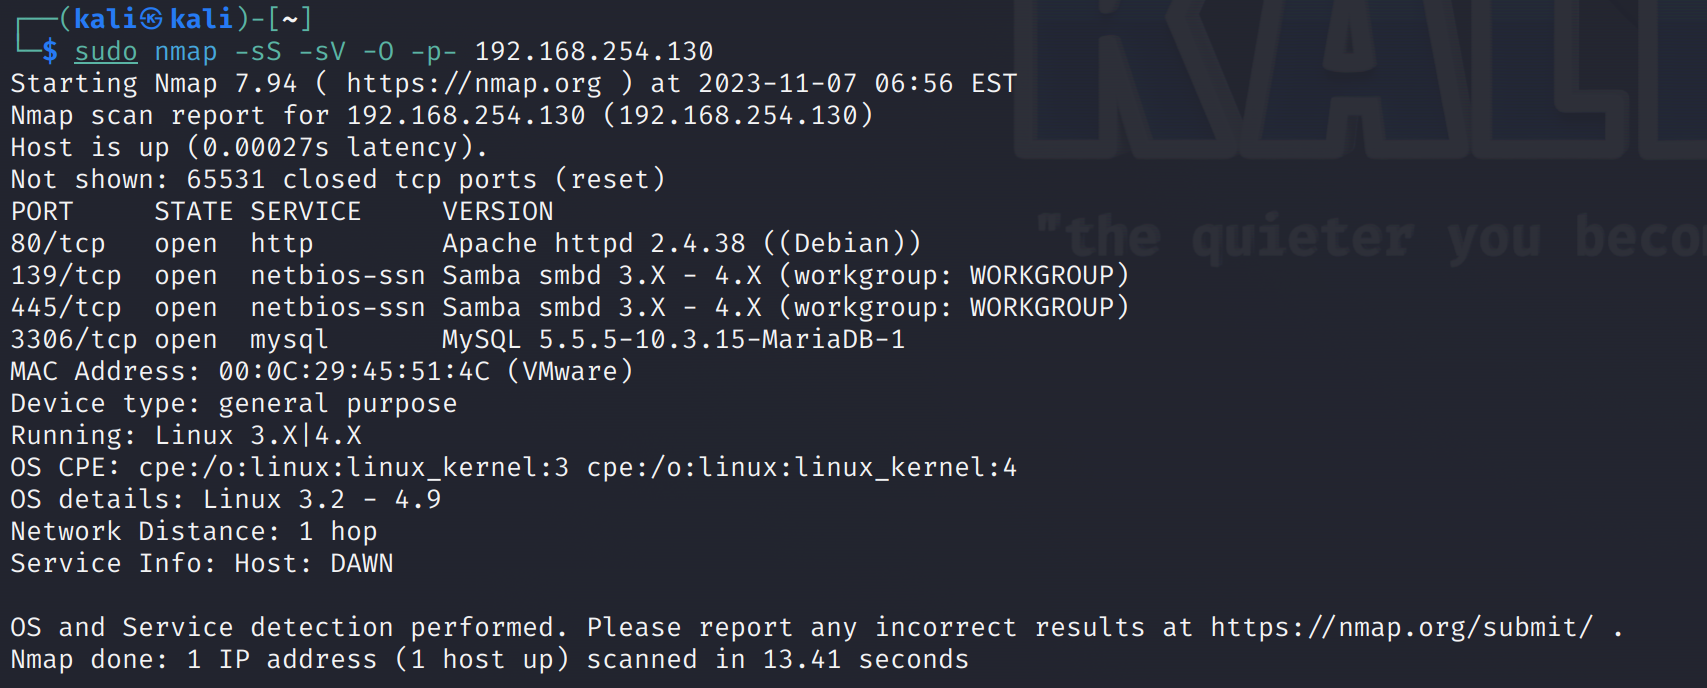 ┌──(kali㉿kali)-[~]
└─$ sudo nmap -sS -sV -O -p- 192.168.254.130
Starting Nmap 7.94 ( https://nmap.org ) at 2023-11-07 06:56 EST
Nmap scan report for 192.168.254.130 (192.168.254.130)
Host is up (0.00027s latency).
Not shown: 65531 closed tcp ports (reset)
PORT     STATE SERVICE     VERSION
80/tcp   open  http        Apache httpd 2.4.38 ((Debian))
139/tcp  open  netbios-ssn Samba smbd 3.X - 4.X (workgroup: WORKGROUP)
445/tcp  open  netbios-ssn Samba smbd 3.X - 4.X (workgroup: WORKGROUP)
3306/tcp open  mysql       MySQL 5.5.5-10.3.15-MariaDB-1
MAC Address: 00:0C:29:45:51:4C (VMware)
Device type: general purpose
Running: Linux 3.X|4.X
OS CPE: cpe:/o:linux:linux_kernel:3 cpe:/o:linux:linux_kernel:4
OS details: Linux 3.2 - 4.9
Network Distance: 1 hop
Service Info: Host: DAWN
OS and Service detection performed. Please report any incorrect results at https://nmap.org/submit/ .
Nmap done: 1 IP address (1 host up) scanned in 13.41 seconds
KAL
"the quieter you becom